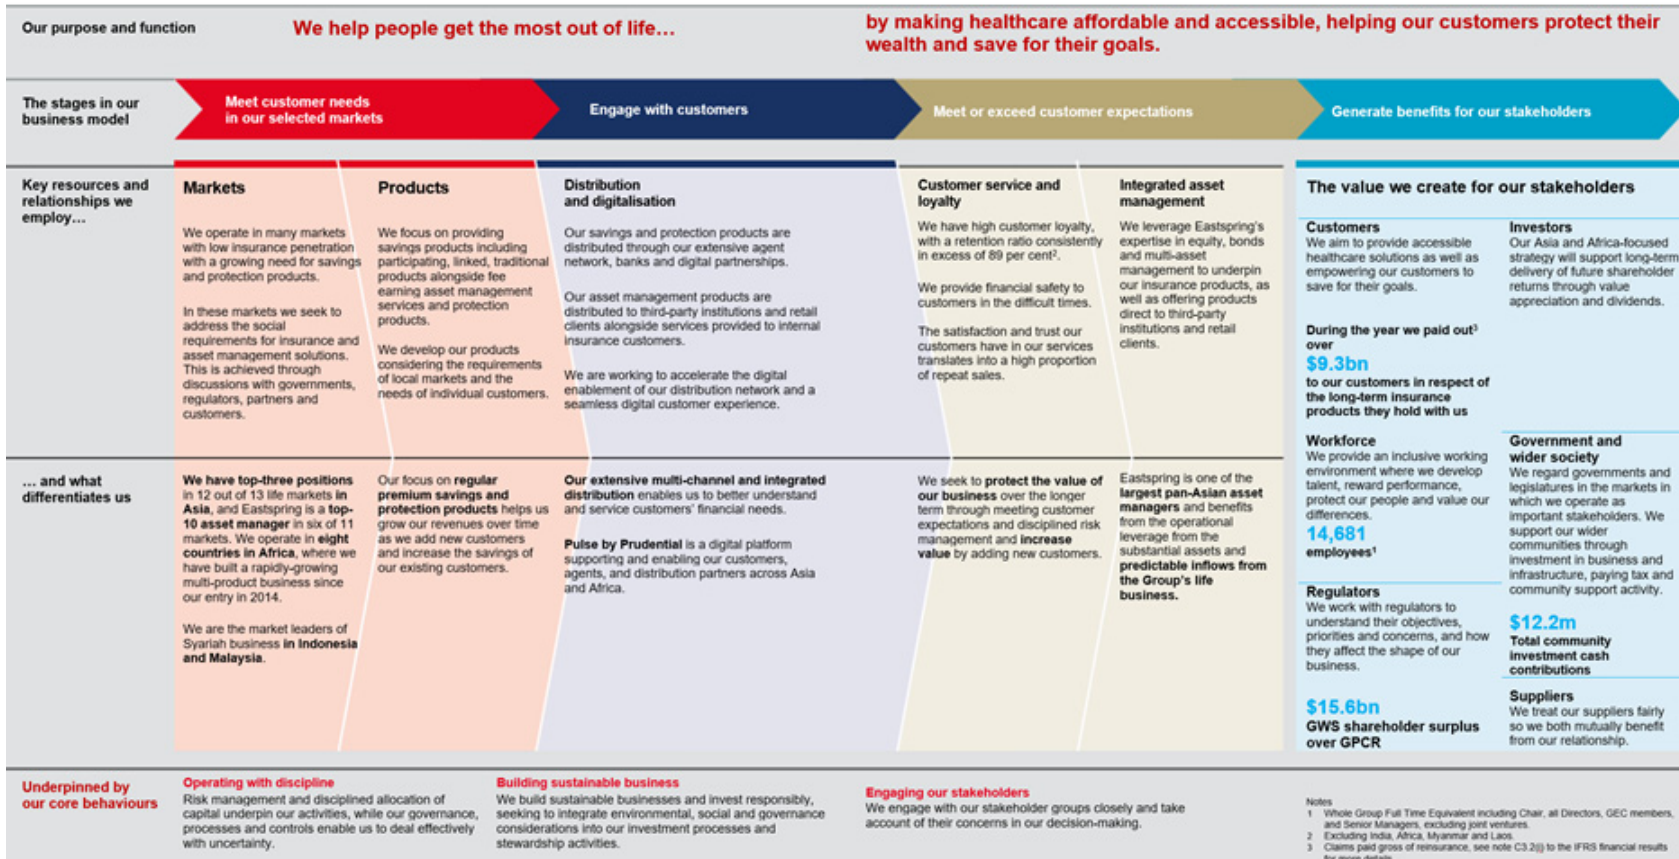 Our purpose and function
We help people get the most out of life…
by making healthcare affordable and accessible, helping our customers protect their
wealth and save for their goals.
The stages in our
business model
Meet customer needs
in our selected markets
Engage with customers
Meet or exceed customer expectations
Generate benefits for our stakeholders
Key resources and
relationships we
employ…
Markets
We operate in many markets
with low insurance penetration
with a growing need for savings
and protection products.
In these markets we seek to
address the social
requirements for insurance and
asset management solutions.
This is achieved through
discussions with governments,
regulators, partners and
customers.
Products
We focus on providing
savings products including
participating, linked, traditional
products alongside fee
earning asset management
services and protection
products.
We develop our products
considering the requirements
of local markets and the
needs of individual customers.
Distribution
and digitalisation
Our savings and protection products are
distributed through our extensive agent
network, banks and digital partnerships.
Our asset management products are
distributed to third-party institutions and retail
clients alongside services provided to internal
insurance customers.
We are working to accelerate the digital
enablement of our distribution network and a
seamless digital customer experience.
Customer service and
loyalty
We have high customer loyalty,
with a retention ratio consistently
in excess of 89 per cent².
We provide financial safety to
customers in the difficult times.
The satisfaction and trust our
customers have in our services
translates into a high proportion
of repeat sales.
Integrated asset
management
We leverage Eastspring’s
expertise in equity, bonds
and multi-asset
management to underpin
our insurance products, as
well as offering products
direct to third-party
institutions and retail
clients.
The value we create for our stakeholders
Customers
We aim to provide accessible
healthcare solutions as well as
empowering our customers to
save for their goals.
During the year we paid out³
over
$9.3bn
to our customers in respect of
the long-term insurance
products they hold with us
Investors
Our Asia and Africa-focused
strategy will support long-term
delivery of future shareholder
returns through value
appreciation and dividends.
Workforce
We provide an inclusive working
environment where we develop
talent, reward performance,
protect our people and value our
differences.
14,681
employees¹
Government and
wider society
We regard governments and
legislatures in the markets in
which we operate as
important stakeholders. We
support our wider
communities through
investment in business and
infrastructure, paying tax and
community support activity.
$12.2m
Total community
investment cash
contributions
Regulators
We work with regulators to
understand their objectives,
priorities and concerns, and how
they affect the shape of our
business.
$15.6bn
GWS shareholder surplus
over GPCR
Suppliers
We treat our suppliers fairly
so we both mutually benefit
from our relationship.
… and what
differentiates us
We have top-three positions
in 12 out of 13 life markets in
Asia, and Eastspring is a top-
10 asset manager in six of 11
markets. We operate in eight
countries in Africa, where we
have built a rapidly-growing
multi-product business since
our entry in 2014.
We are the market leaders of
Syariah business in Indonesia
and Malaysia.
Our focus on regular
premium savings and
protection products helps us
grow our revenues over time
as we add new customers
and increase the savings of
our existing customers.
Our extensive multi-channel and integrated
distribution enables us to better understand
and service customers’ financial needs.
Pulse by Prudential is a digital platform
supporting and enabling our customers,
agents, and distribution partners across Asia
and Africa.
We seek to protect the value of
our business over the longer
term through meeting customer
expectations and disciplined risk
management and increase
value by adding new customers.
Eastspring is one of the
largest pan-Asian asset
managers and benefits
from the operational
leverage from the
substantial assets and
predictable inflows from
the Group’s life
business.
Underpinned by
our core behaviours
Operating with discipline
Risk management and disciplined allocation of
capital underpin our activities, while our governance,
processes and controls enable us to deal effectively
with uncertainty.
Building sustainable business
We build sustainable businesses and invest responsibly,
seeking to integrate environmental, social and governance
considerations into our investment processes and
stewardship activities.
Engaging our stakeholders
We engage with our stakeholder groups closely and take
account of their concerns in our decision-making.
Notes
1 Whole Group Full Time Equivalent including Chair, all Directors, GEC members,
and Senior Managers, excluding joint ventures.
2 Excluding India, Africa, Myanmar and Laos.
3 Claims paid gross of reinsurance, see note C3.2(i) to the IFRS financial results
for more details